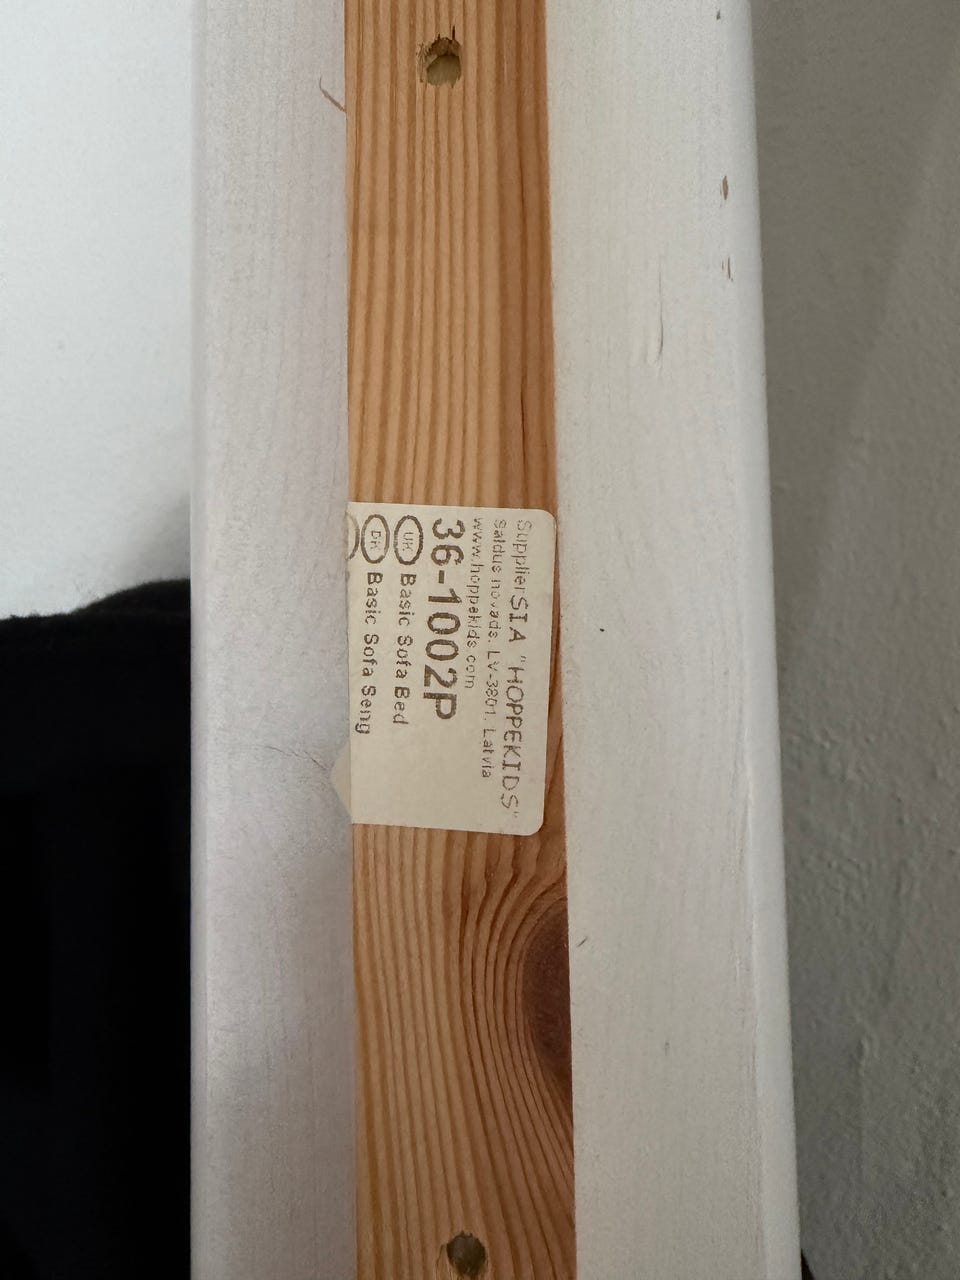 Supplier SIA "HOPPEKIDS"
Saldus novads, LV-3801, Latvia
www.hoppekids.com
36-1002P
UK Basic Sofa Bed
DK Basic Sofa Seng